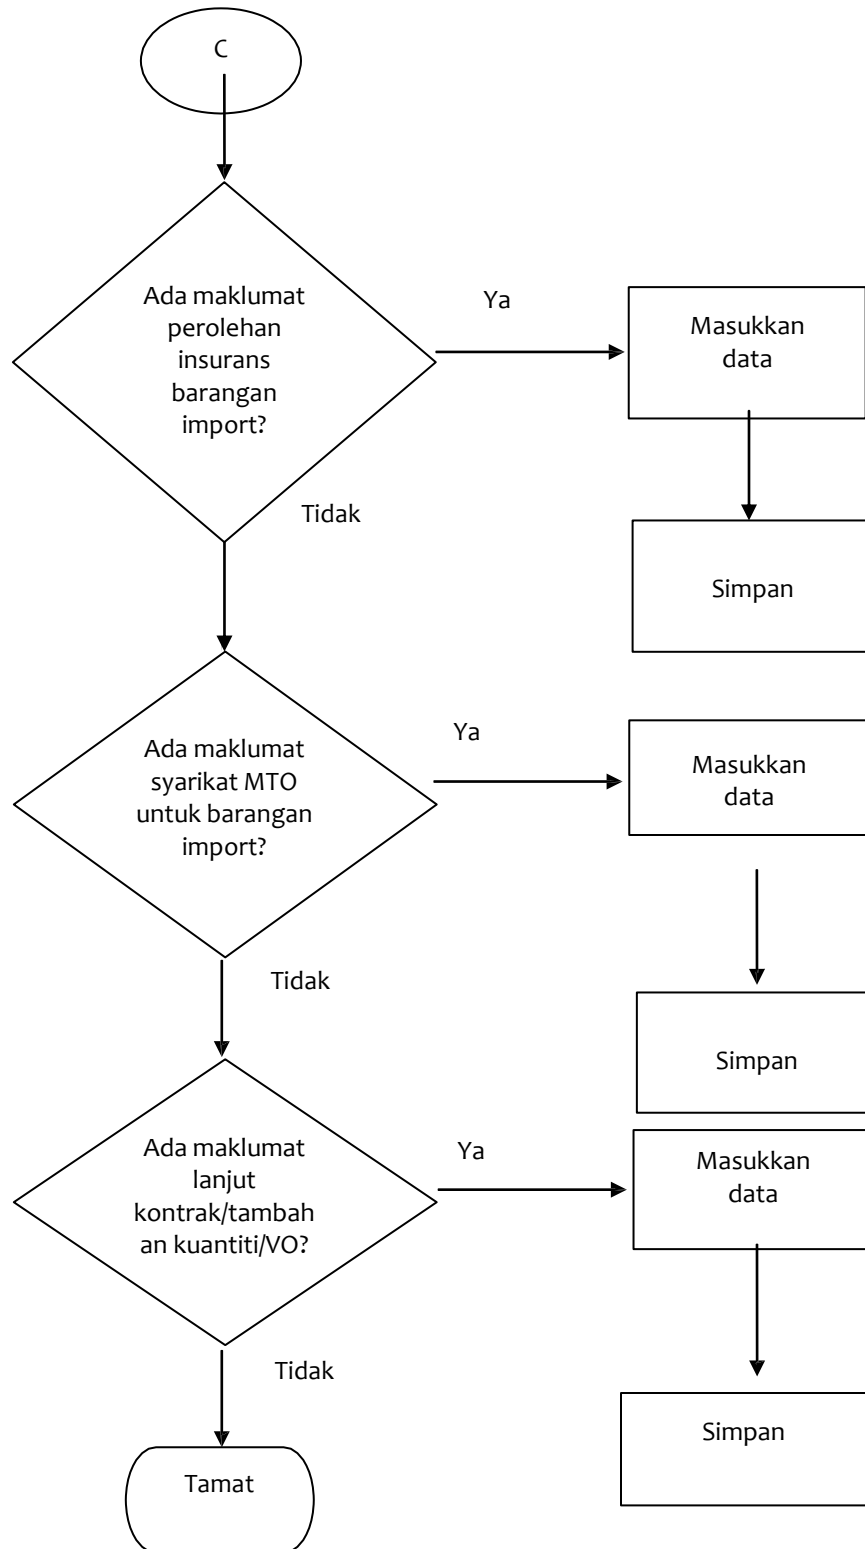 C
Ada maklumat
perolehan
insurans
barangan
import?
Ya
Masukkan
data
Tidak
Simpan
Ada maklumat
syarikat MTO
untuk barangan
import?
Ya
Masukkan
data
Tidak
Simpan
Ada maklumat
lanjut
kontrak/tambah
an kuantiti/VO?
Ya
Masukkan
data
Tidak
Simpan
Tamat